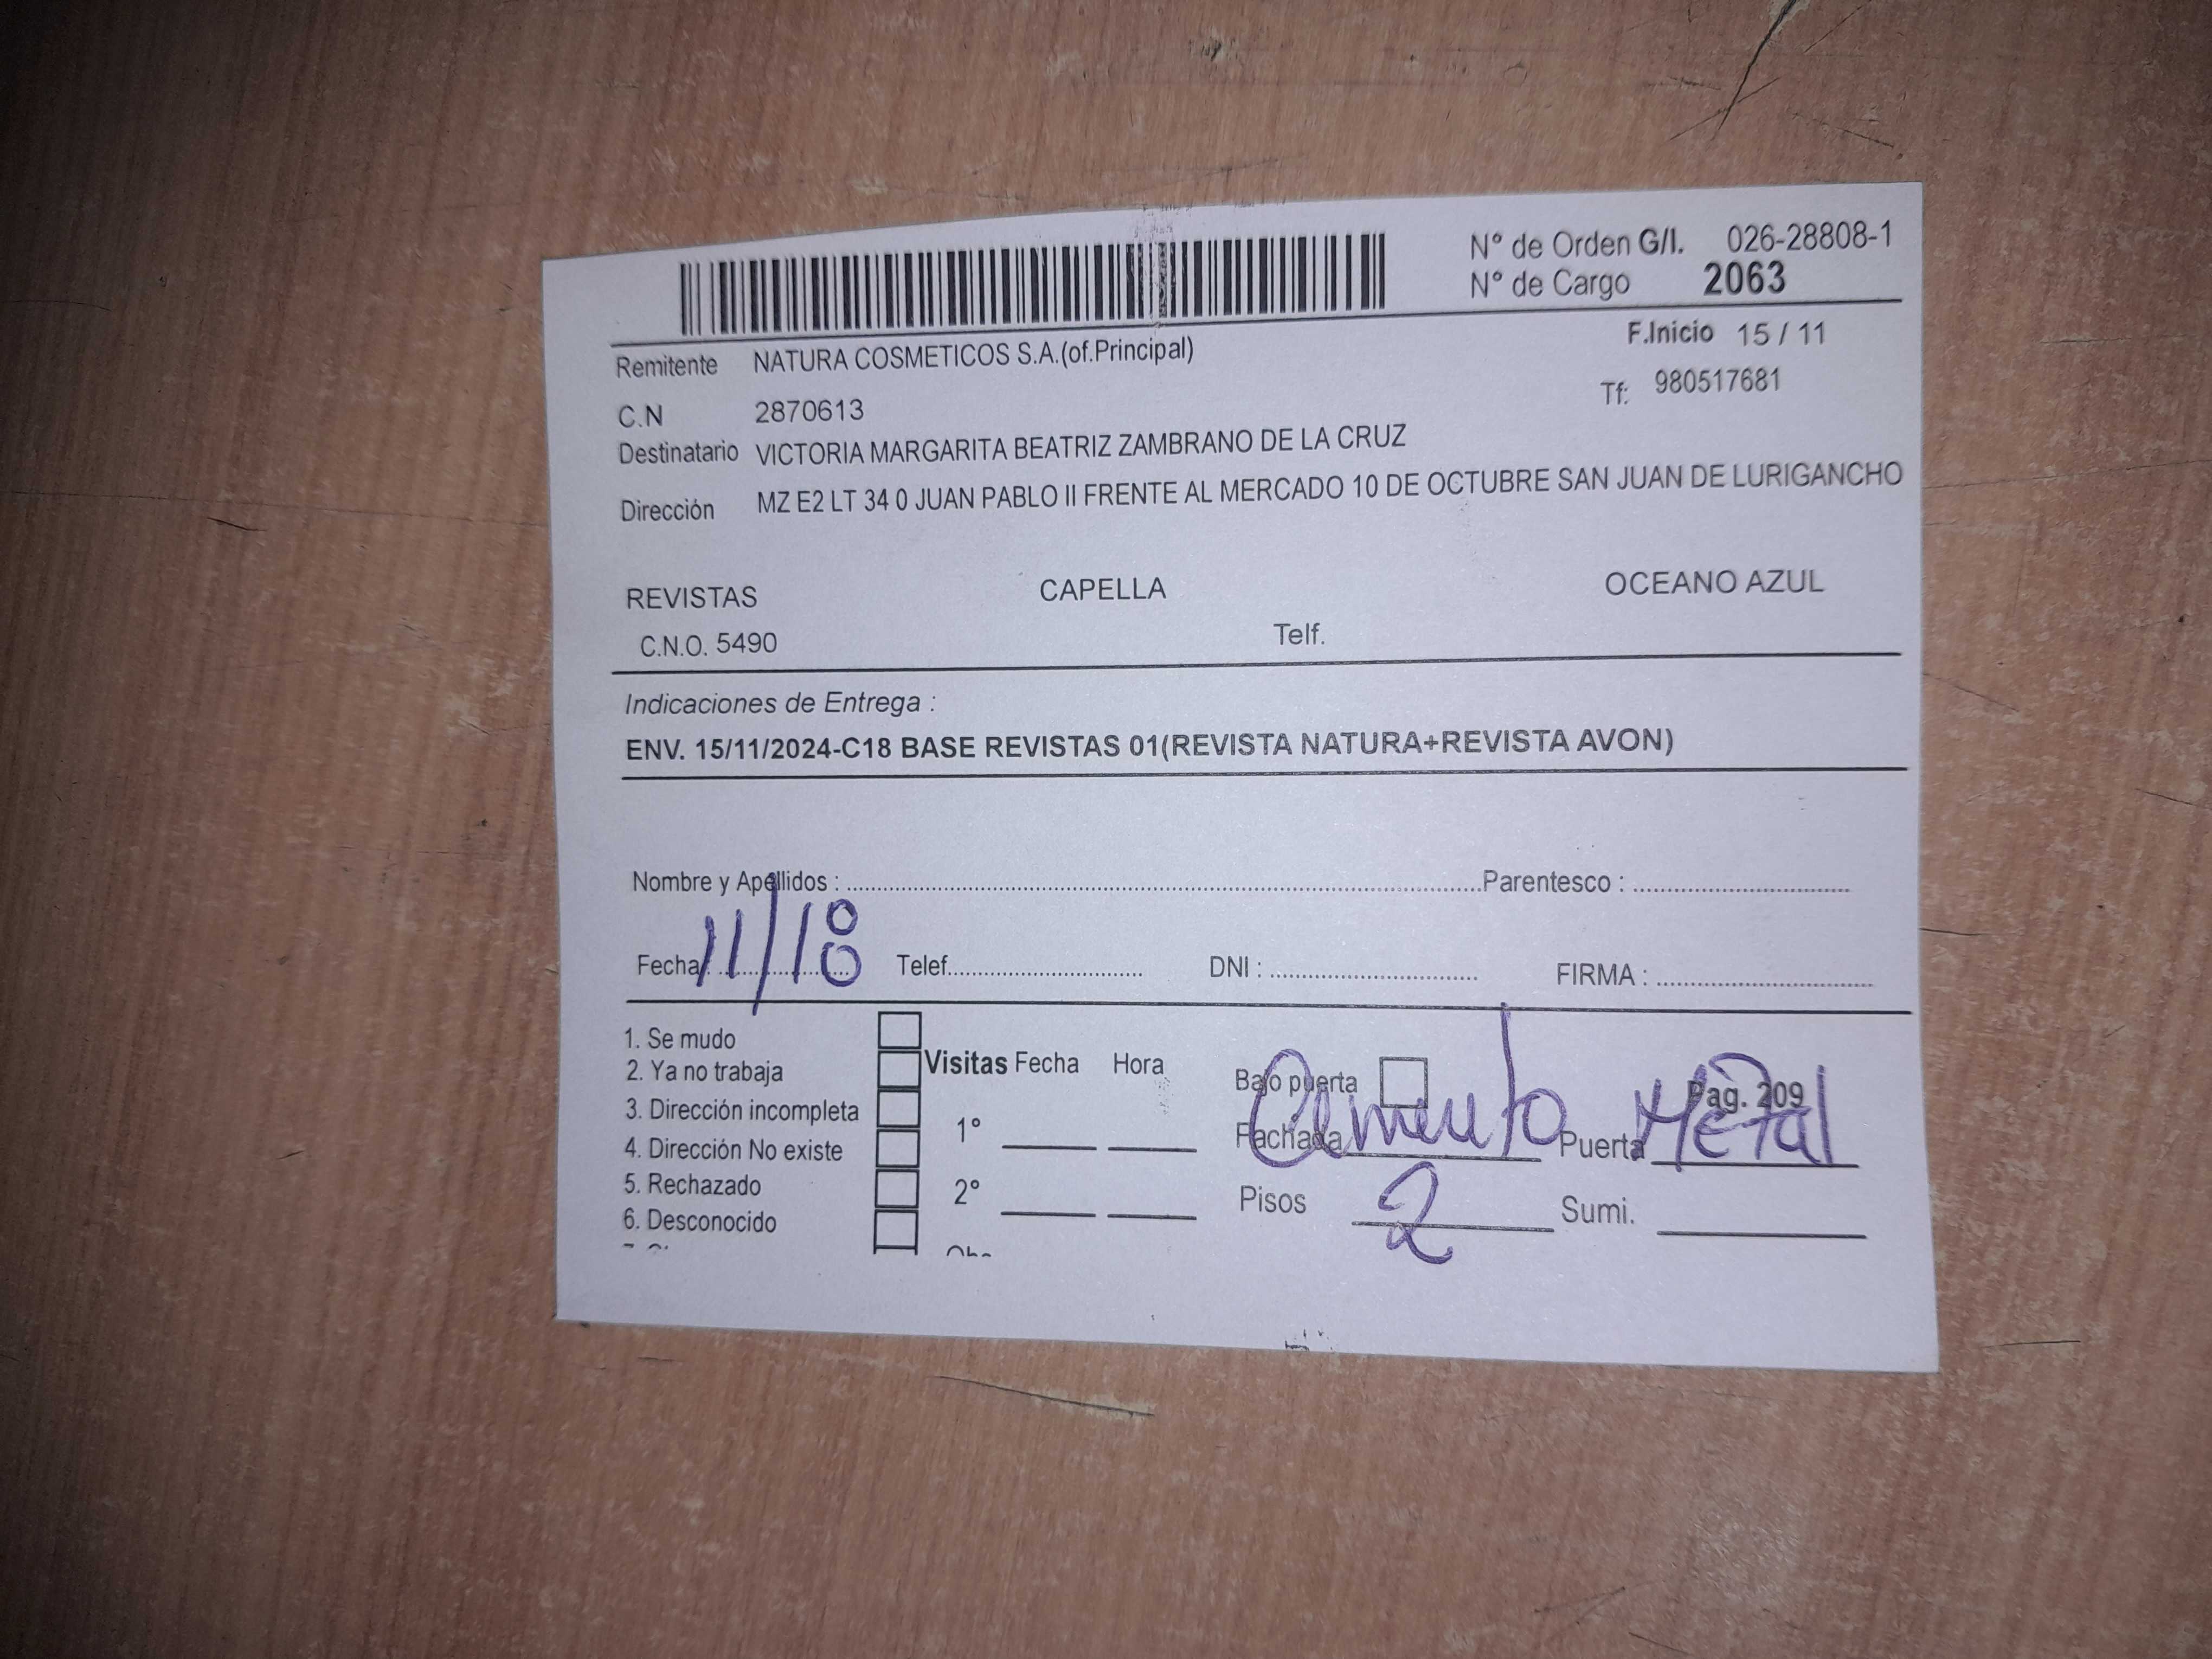 N° de Orden G/I. 026-28808-1
N° de Cargo 2063
F.Inicio 15 / 11
Remitente NATURA COSMETICOS S.A.(of.Principal)
Tf: 980517681
C.N 2870613
Destinatario VICTORIA MARGARITA BEATRIZ ZAMBRANO DE LA CRUZ
Dirección MZ E2 LT 34 0 JUAN PABLO II FRENTE AL MERCADO 10 DE OCTUBRE SAN JUAN DE LURIGANCHO
REVISTAS CAPELLA OCEANO AZUL
C.N.O. 5490 Telf.
Indicaciones de Entrega :
ENV. 15/11/2024-C18 BASE REVISTAS 01(REVISTA NATURA+REVISTA AVON)
Nombre y Apellidos : Parentesco :
Fecha: 11/18 Telef. DNI : FIRMA :
1. Se mudo
2. Ya no trabaja
3. Dirección incompleta
4. Dirección No existe
5. Rechazado
6. Desconocido
Visitas Fecha Hora
1°
2°
Bajo puerta Pag. 209
Fachada Cemento Puerta Metal
Pisos 2 Sumi.